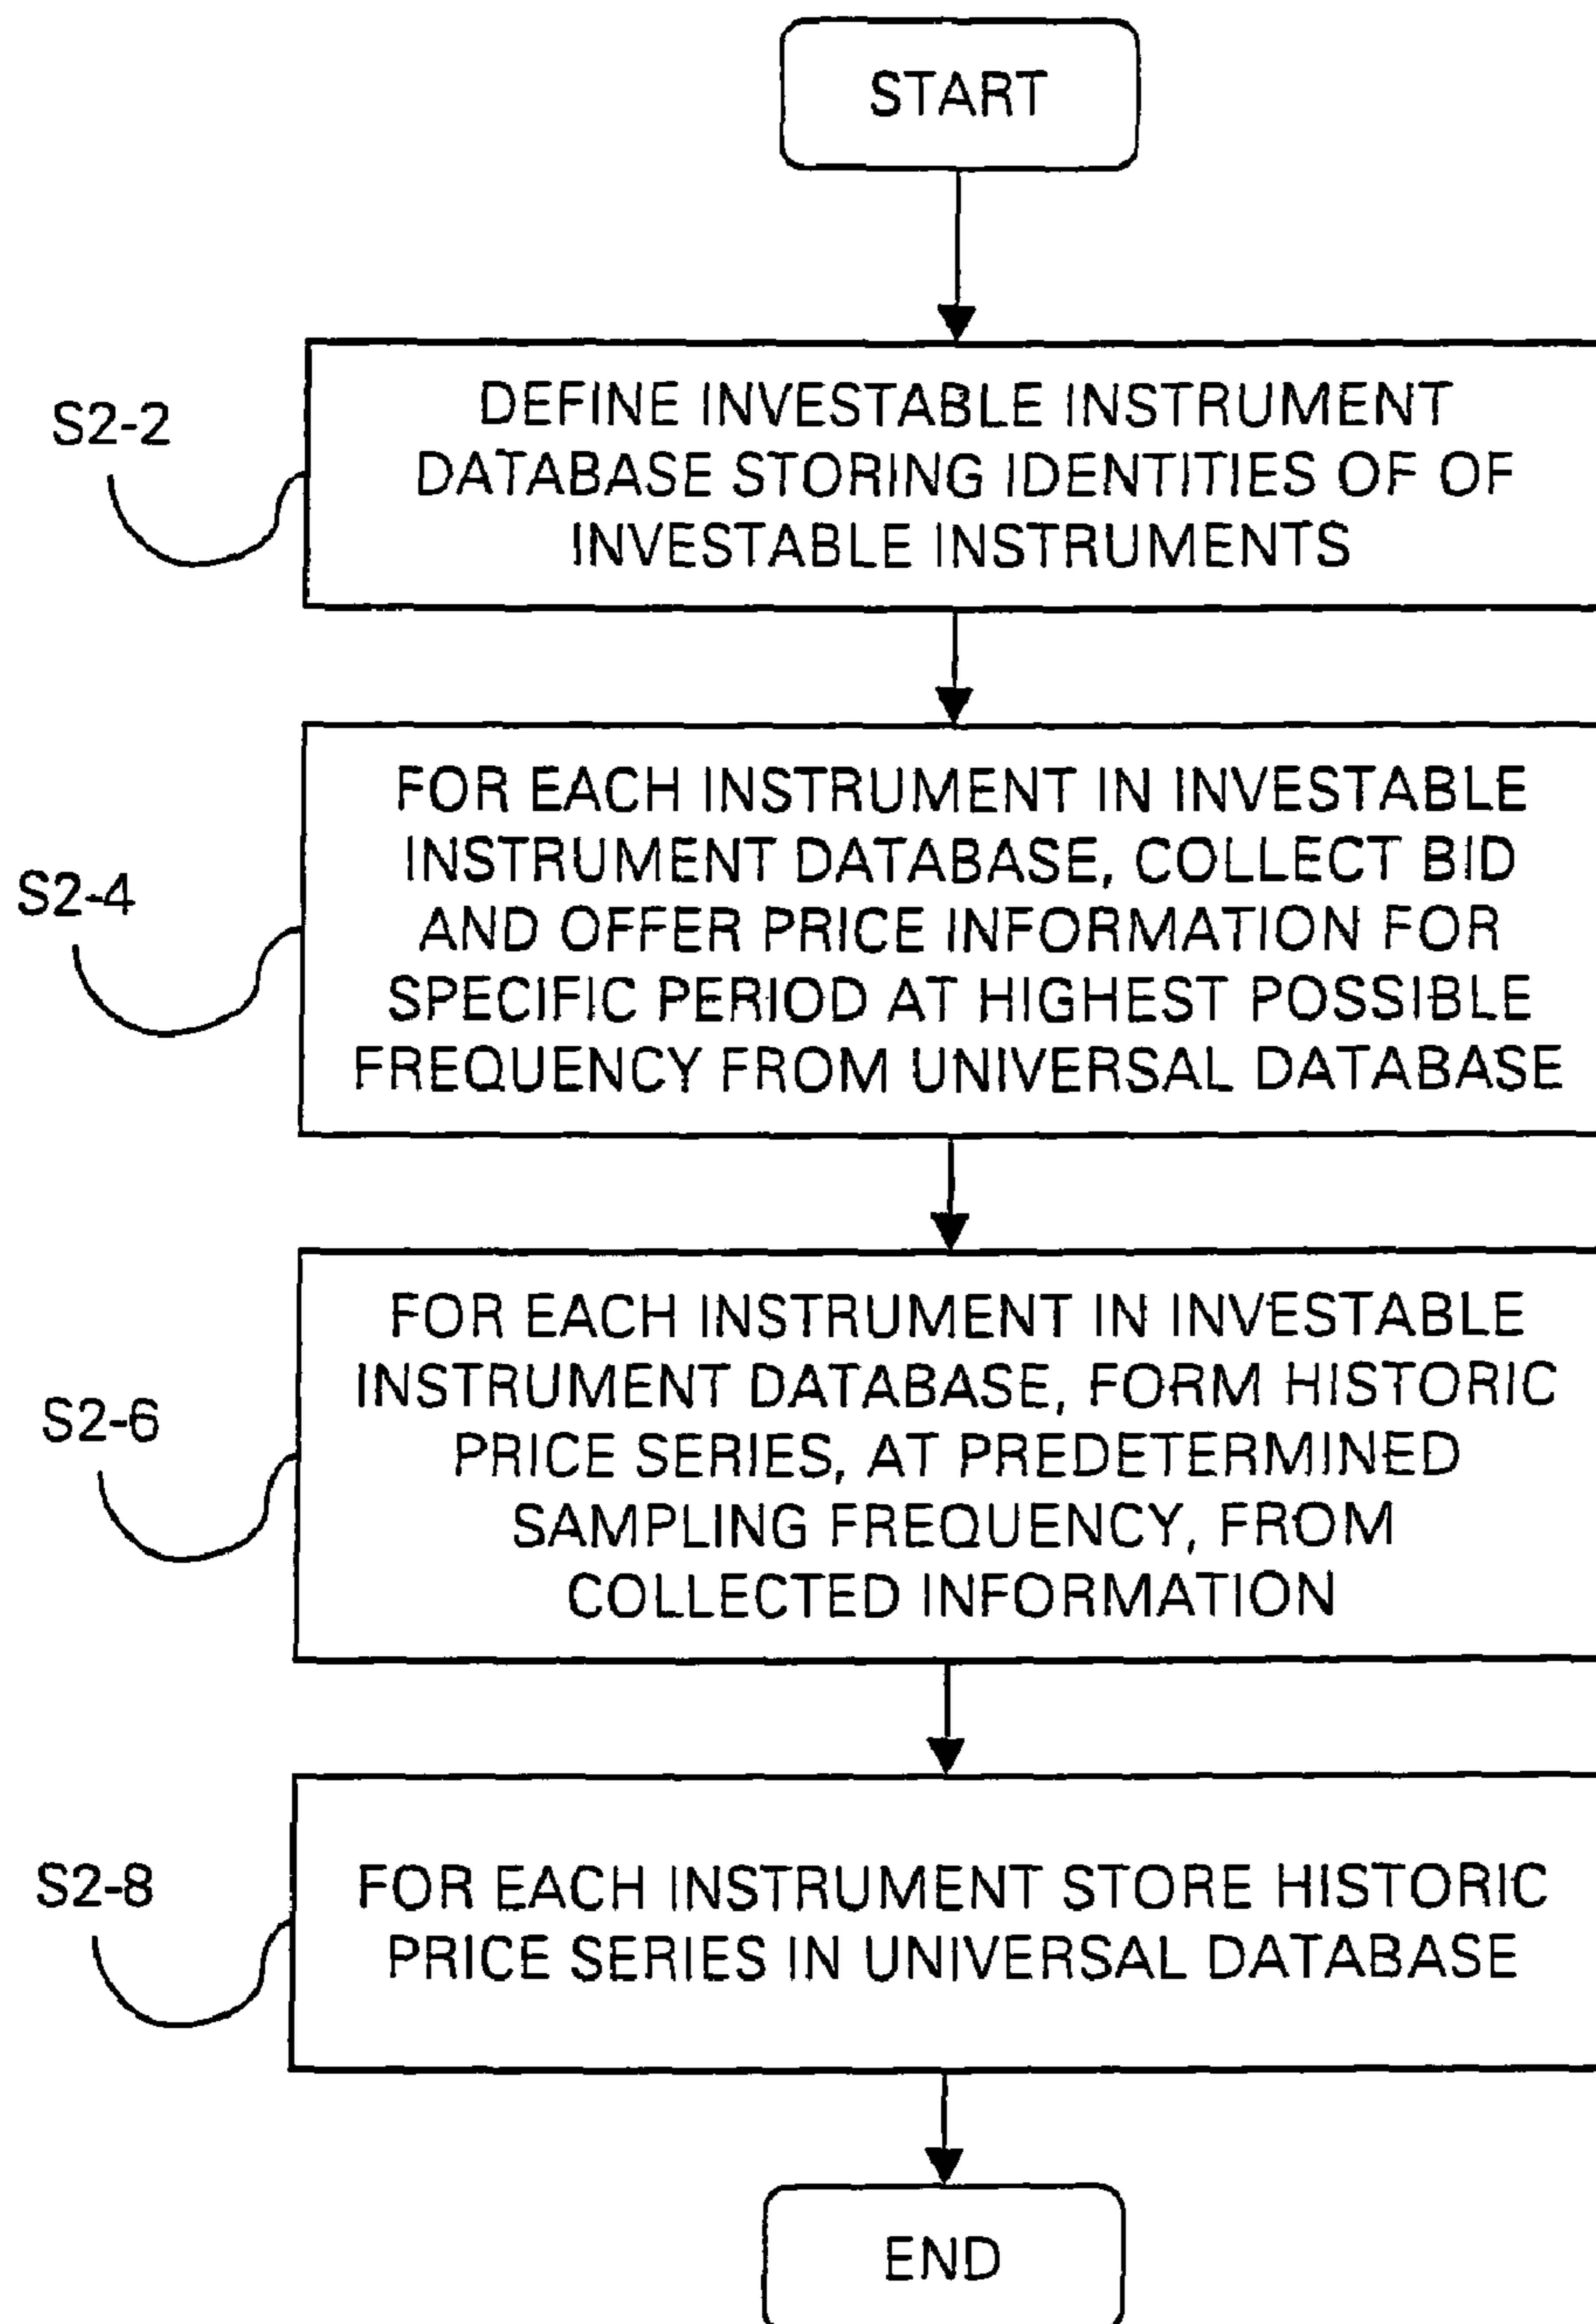 START
S2-2
DEFINE INVESTABLE INSTRUMENT
DATABASE STORING IDENTITIES OF OF
INVESTABLE INSTRUMENTS
S2-4
FOR EACH INSTRUMENT IN INVESTABLE
INSTRUMENT DATABASE, COLLECT BID
AND OFFER PRICE INFORMATION FOR
SPECIFIC PERIOD AT HIGHEST POSSIBLE
FREQUENCY FROM UNIVERSAL DATABASE
S2-6
FOR EACH INSTRUMENT IN INVESTABLE
INSTRUMENT DATABASE, FORM HISTORIC
PRICE SERIES, AT PREDETERMINED
SAMPLING FREQUENCY, FROM
COLLECTED INFORMATION
S2-8
FOR EACH INSTRUMENT STORE HISTORIC
PRICE SERIES IN UNIVERSAL DATABASE
END